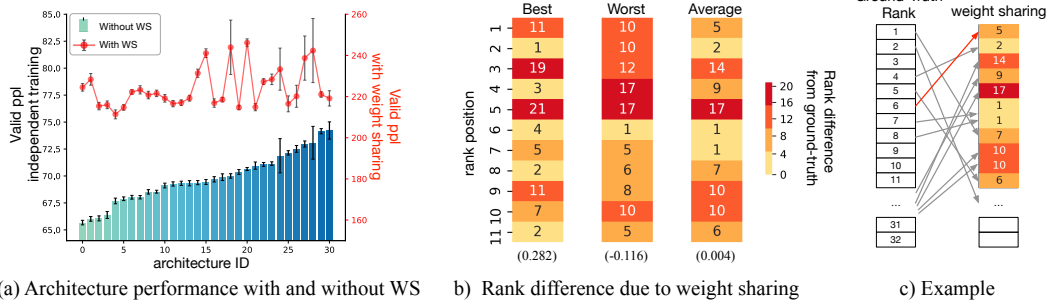 Without WS
With WS
Valid ppl
independent training
85.0
82.5
80.0
77.5
75.0
72.5
70.0
67.5
65.0
0
5
10
15
20
25
30
architecture ID
260
240
220
200
180
160
Valid ppl
with weight sharing
(a) Architecture performance with and without WS
Best Worst Average
rank position
1 11 10 5
2 1 10 2
3 19 12 14
4 3 17 9
5 21 17 17
6 4 1 1
7 5 5 1
8 2 6 7
9 11 8 10
10 7 10 10
11 2 5 6
(0.282) (-0.116) (0.004)
20
16
12
8
4
0
Rank difference
from ground-truth
b) Rank difference due to weight sharing
Rank
weight sharing
1 5
2 2
3 14
4 9
5 17
6 1
7 1
8 7
9 10
10 10
11 6
... ...
31
32
c) Example